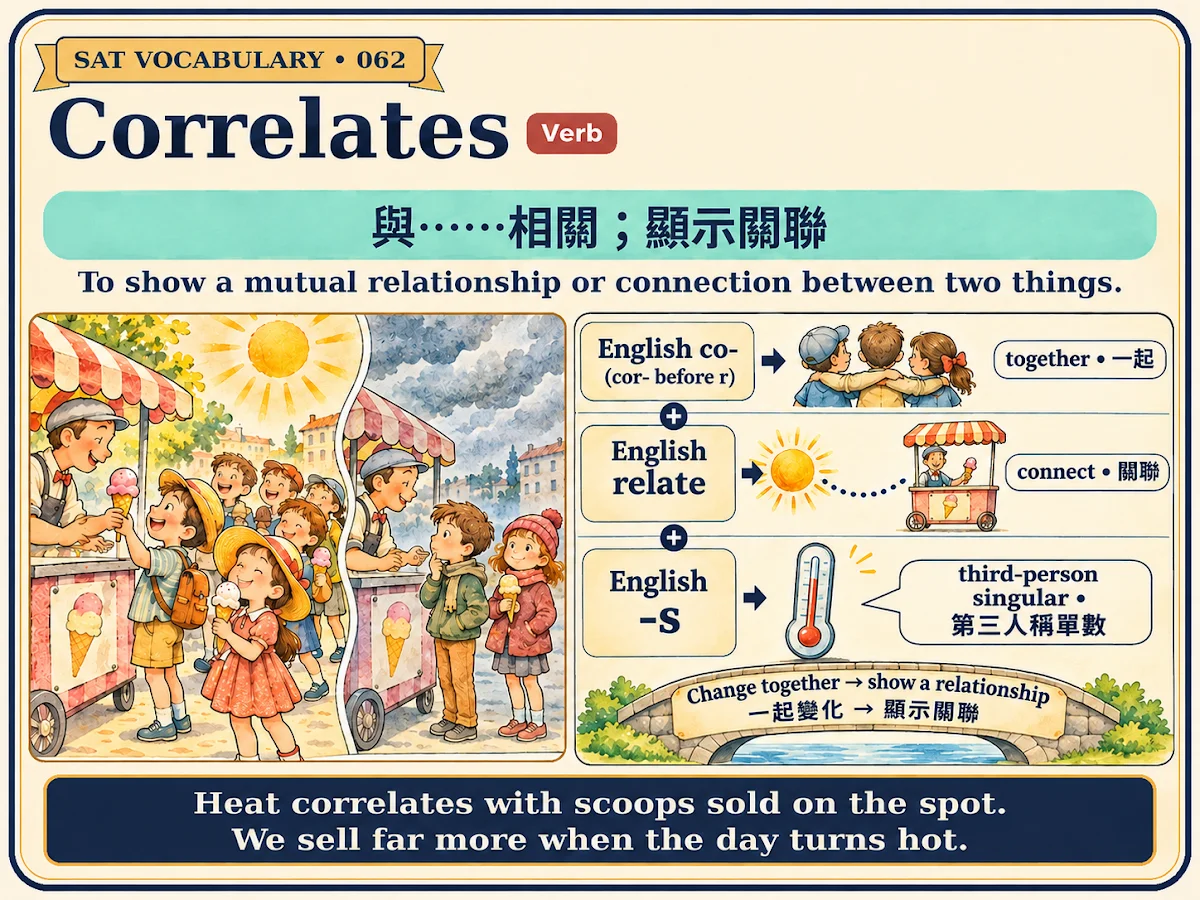 SAT VOCABULARY • 062
Correlates
Verb
與⋯⋯相關；顯示關聯
To show a mutual relationship or connection between two things.
English co-
(cor- before r)
together • 一起
+
English
relate
connect • 關聯
+
English
-s
third-person
singular •
第三人稱單數
Change together → show a relationship
一起變化 → 顯示關聯
Heat correlates with scoops sold on the spot.
We sell far more when the day turns hot.